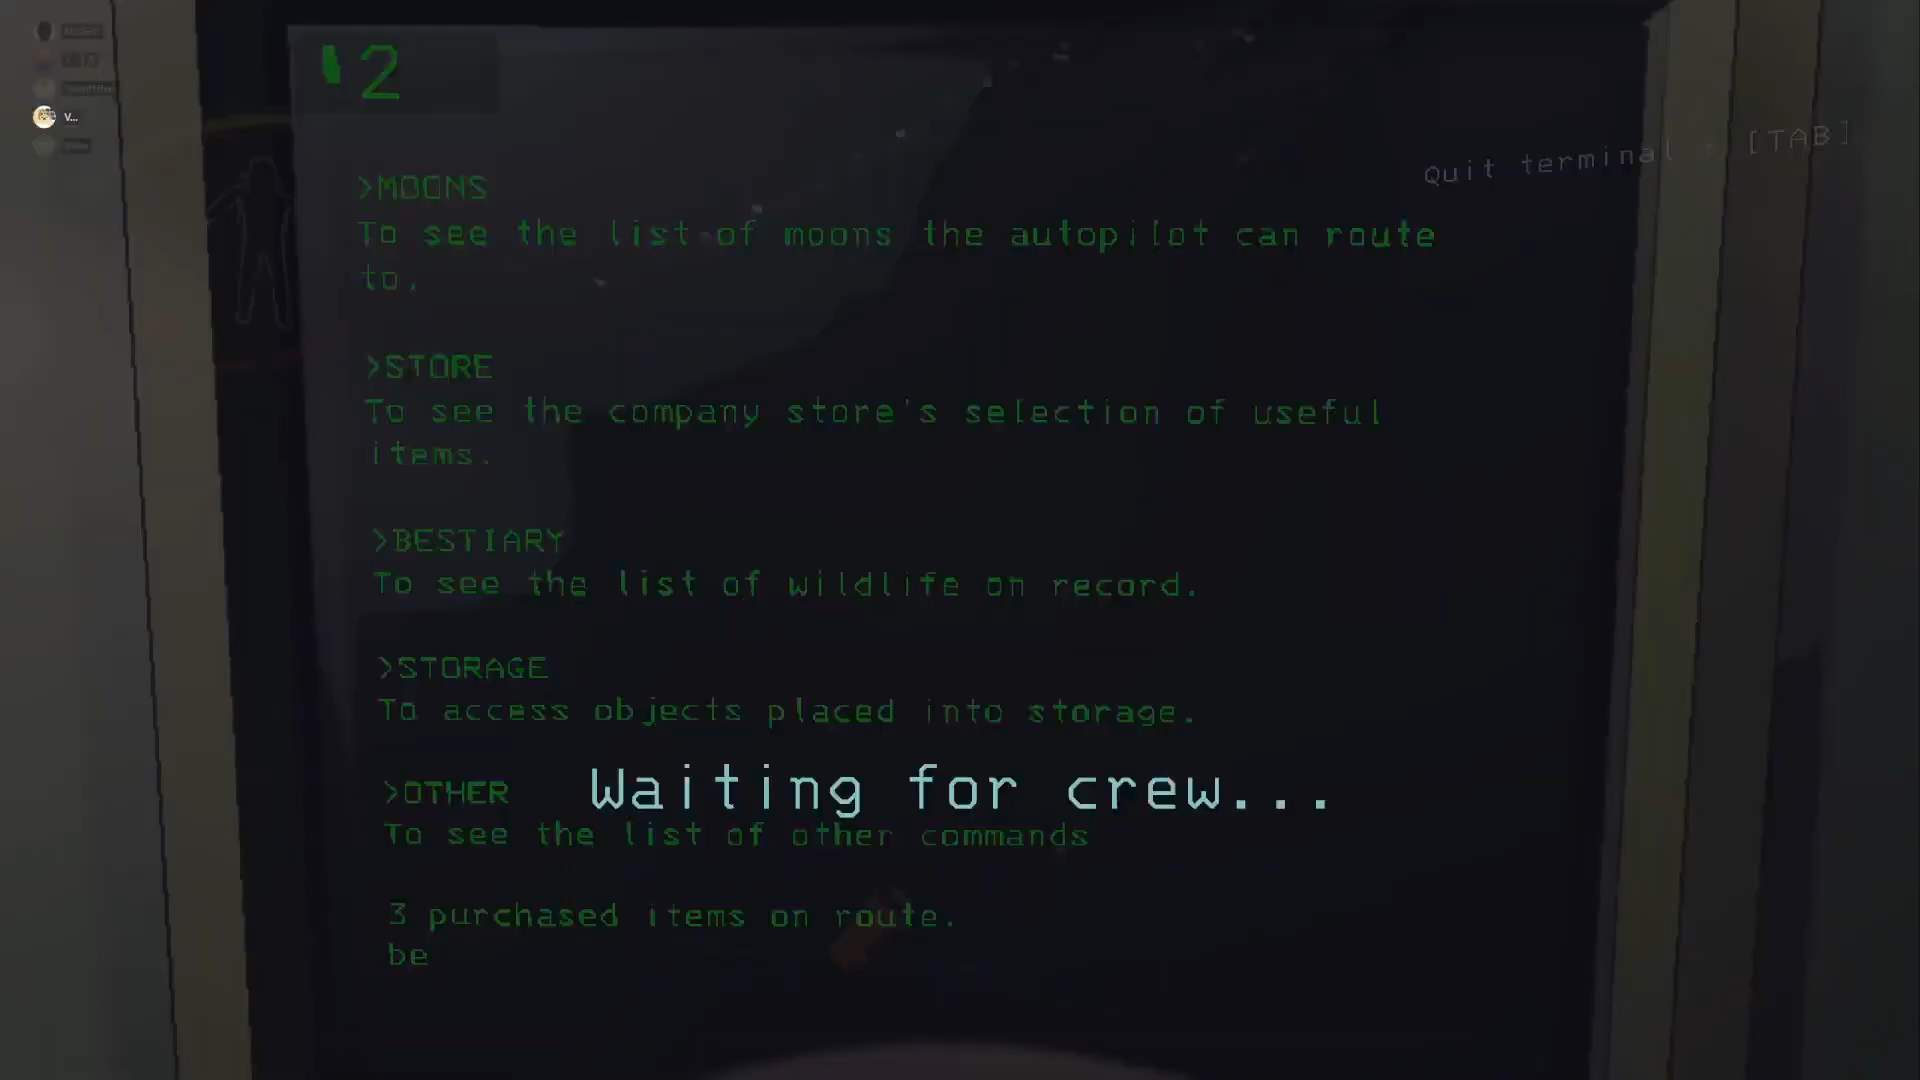 2
V...
Quit terminal - [TAB]
>MOONS
To see the list of moons the autopilot can route
to.
>STORE
To see the company store's selection of useful
items.
>BESTIARY
To see the list of wildlife on record.
>STORAGE
To access objects placed into storage.
>OTHER
Waiting for crew...
To see the list of other commands
3 purchased items on route.
be